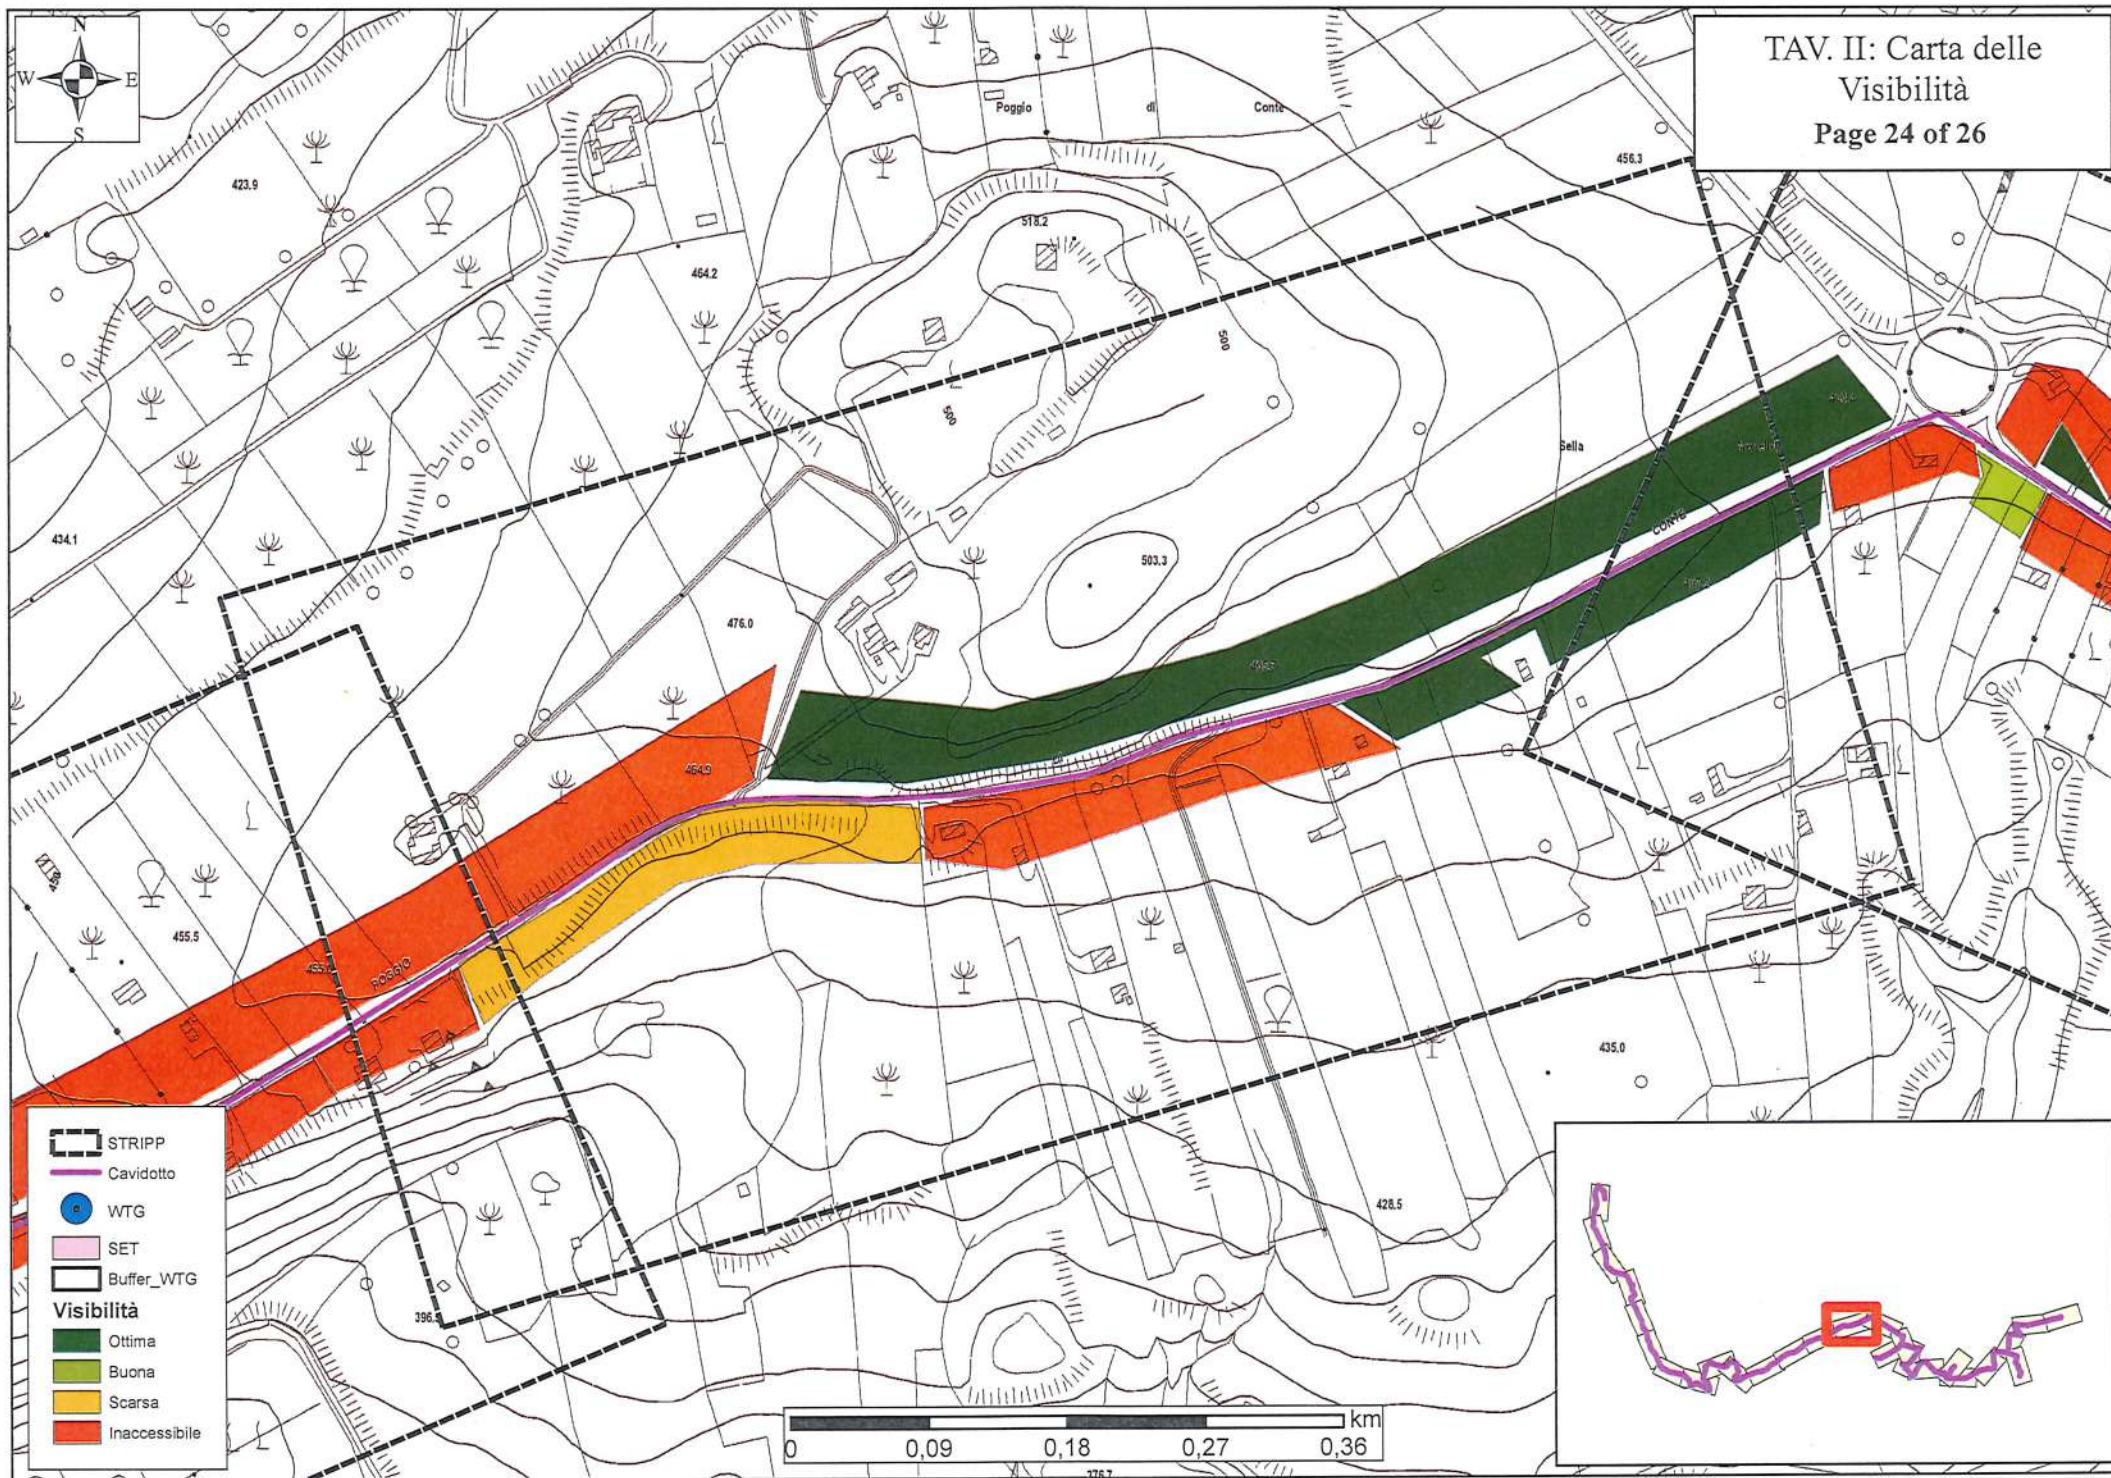 N
W
E
S
TAV. II: Carta delle
Visibilità
Page 24 of 26
Poggio di Conte
456.3
423.9
518.2
464.2
500
500
434.1
Sella
503.3
CONTE
476.0
464.9
di
455.5
POGGIO
435.0
428.5
376.7
STRIPP
Cavidotto
WTG
SET
Buffer_WTG
Visibilità
Ottima
Buona
Scarsa
Inaccessibile
km
0 0,09 0,18 0,27 0,36